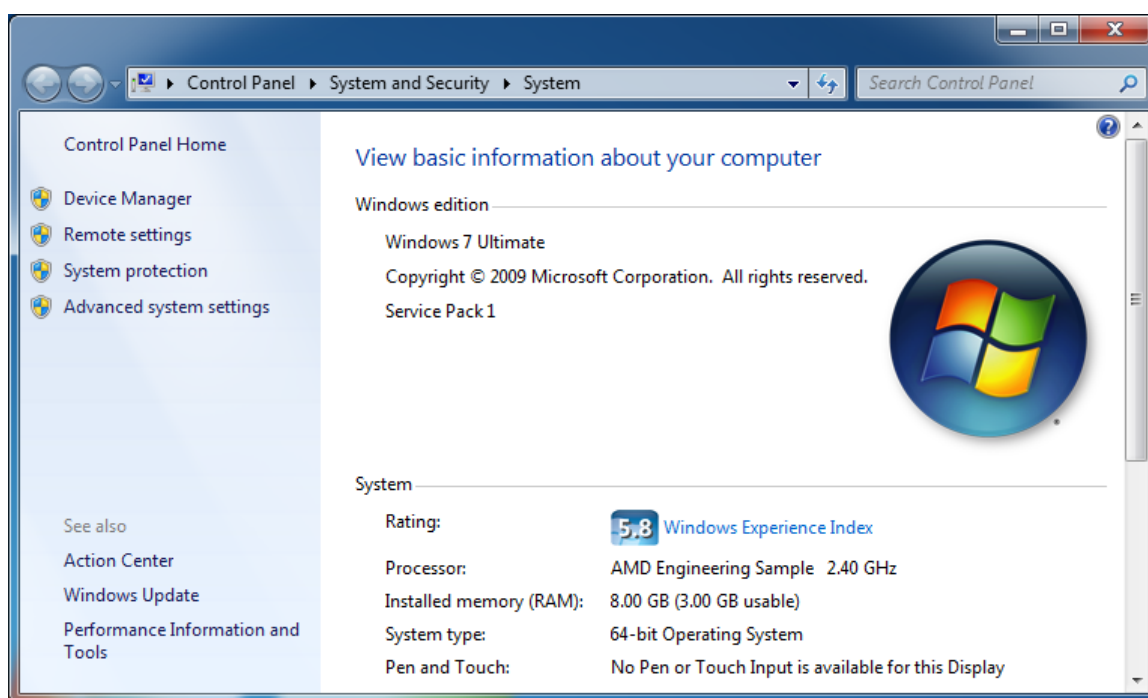 Control Panel System and Security System Search Control Panel
Control Panel Home
Device Manager
Remote settings
System protection
Advanced system settings
See also
Action Center
Windows Update
Performance Information and
Tools
View basic information about your computer
Windows edition
Windows 7 Ultimate
Copyright © 2009 Microsoft Corporation. All rights reserved.
Service Pack 1
System
Rating: 5,8 Windows Experience Index
Processor: AMD Engineering Sample 2.40 GHz
Installed memory (RAM): 8.00 GB (3.00 GB usable)
System type: 64-bit Operating System
Pen and Touch: No Pen or Touch Input is available for this Display